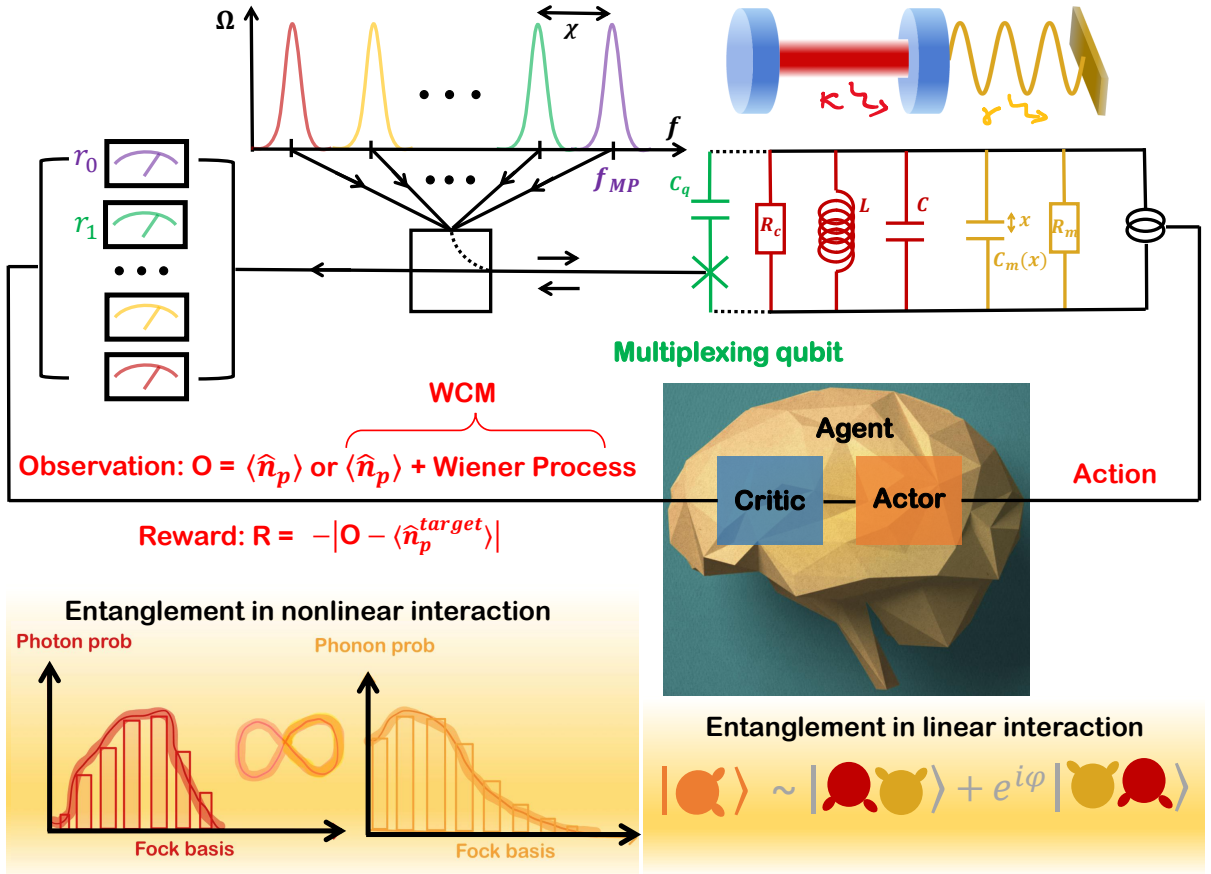 Ω
χ
f
f_MP
κ
γ
r_0
r_1
C_q
R_c
L
C
x
C_m(x)
R_m
Multiplexing qubit
WCM
Observation: O = ⟨n̂_p⟩ or ⟨n̂_p⟩ + Wiener Process
Reward: R = −|O − ⟨n̂_p^target⟩|
Agent
Critic
Actor
Action
Entanglement in nonlinear interaction
Photon prob
Phonon prob
Fock basis
Fock basis
Entanglement in linear interaction
| ⟩ ~ | ⟩ + e^iφ | ⟩